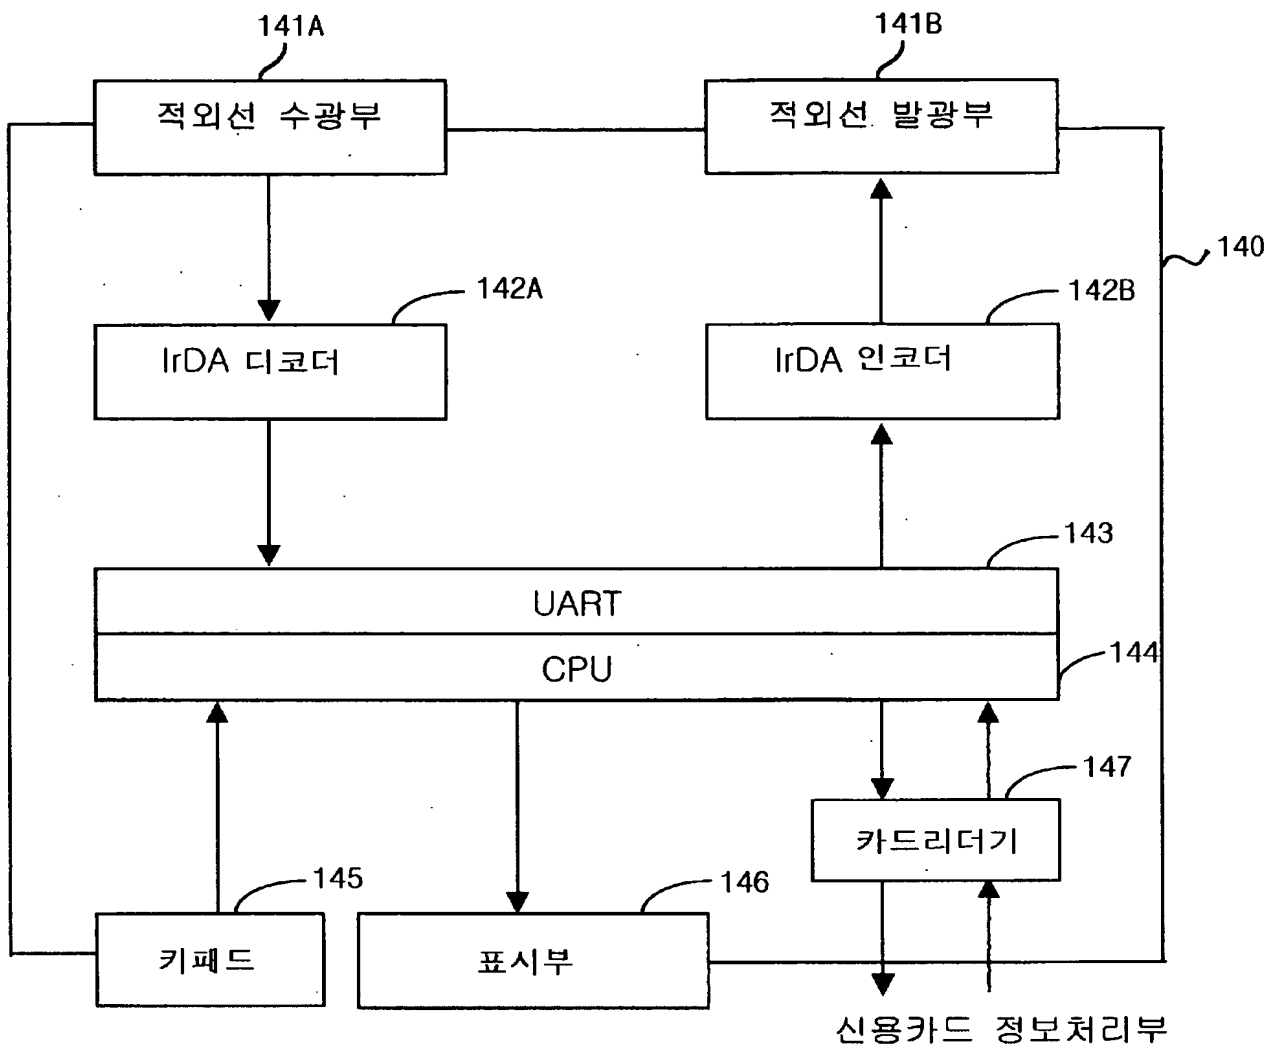 141A
141B
적외선 수광부
적외선 발광부
140
142A
142B
IrDA 디코더
IrDA 인코더
143
UART
CPU
144
147
카드리더기
145
146
키패드
표시부
신용카드 정보처리부